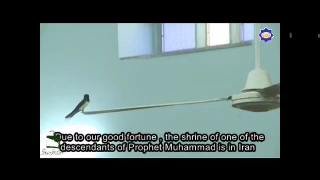 Due to our good fortune , the shrine of one of the
descendants of Prophet Muhammad is in Iran